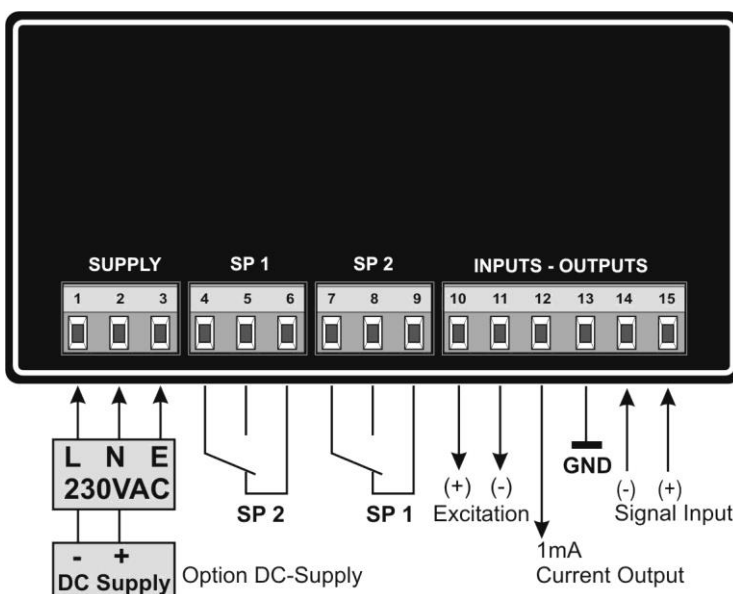 SUPPLY SP 1 SP 2 INPUTS - OUTPUTS
1 2 3 4 5 6 7 8 9 10 11 12 13 14 15
L N E
230VAC
- +
DC Supply
Option DC-Supply
SP 2
SP 1
(+) (-)
Excitation
1mA
Current Output
GND
(-) (+)
Signal Input